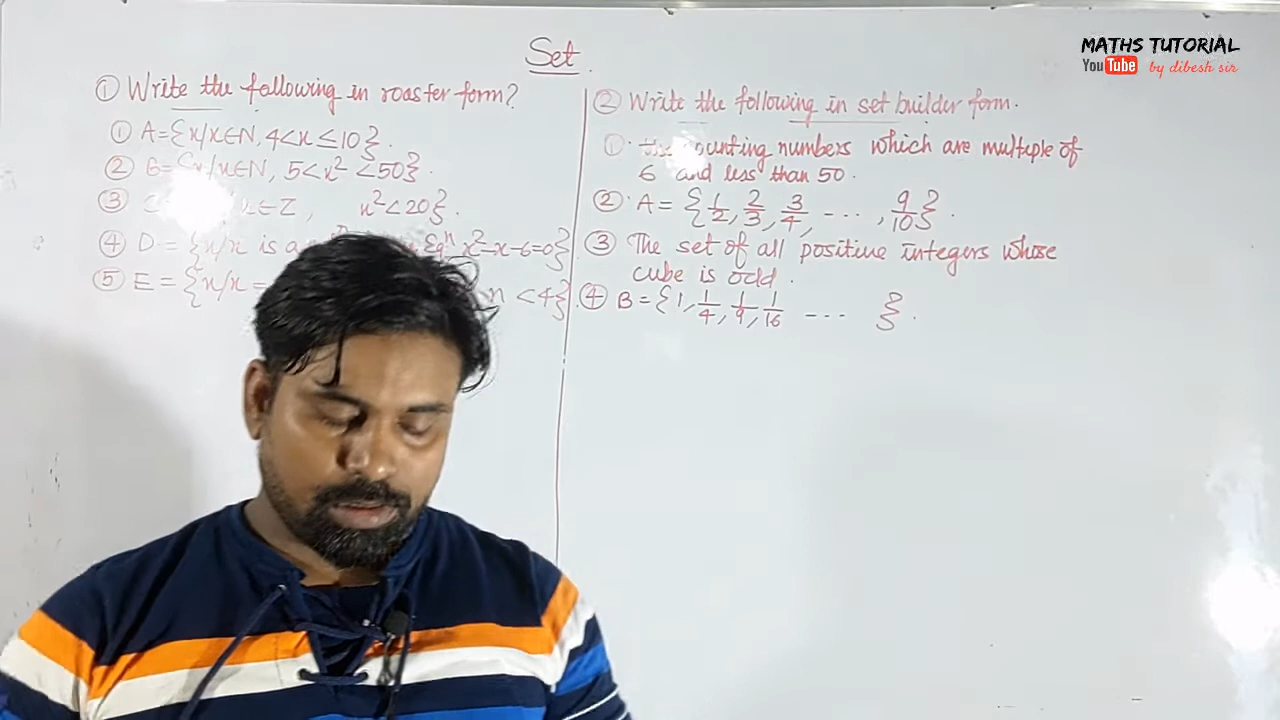 Set
① Write the following in roaster form?
① A={x/x∈N, 4<x≤10}.
② B={x/x∈N, 5<x² <50}.
③ x∈Z, x²<20}.
④ D = {x/x is a x²-x-6=0}
⑤ E = {x/x = <4}.
② Write the following in set builder form.
①. the counting numbers which are multiple of
6 and less than 50.
②. A = {1/2, 2/3, 3/4, ..., 9/10}.
③ The set of all positive integers whose
cube is odd.
④ B = {1, 1/4, 1/9, 1/16 --- }.
MATHS TUTORIAL
YouTube by dibesh sir